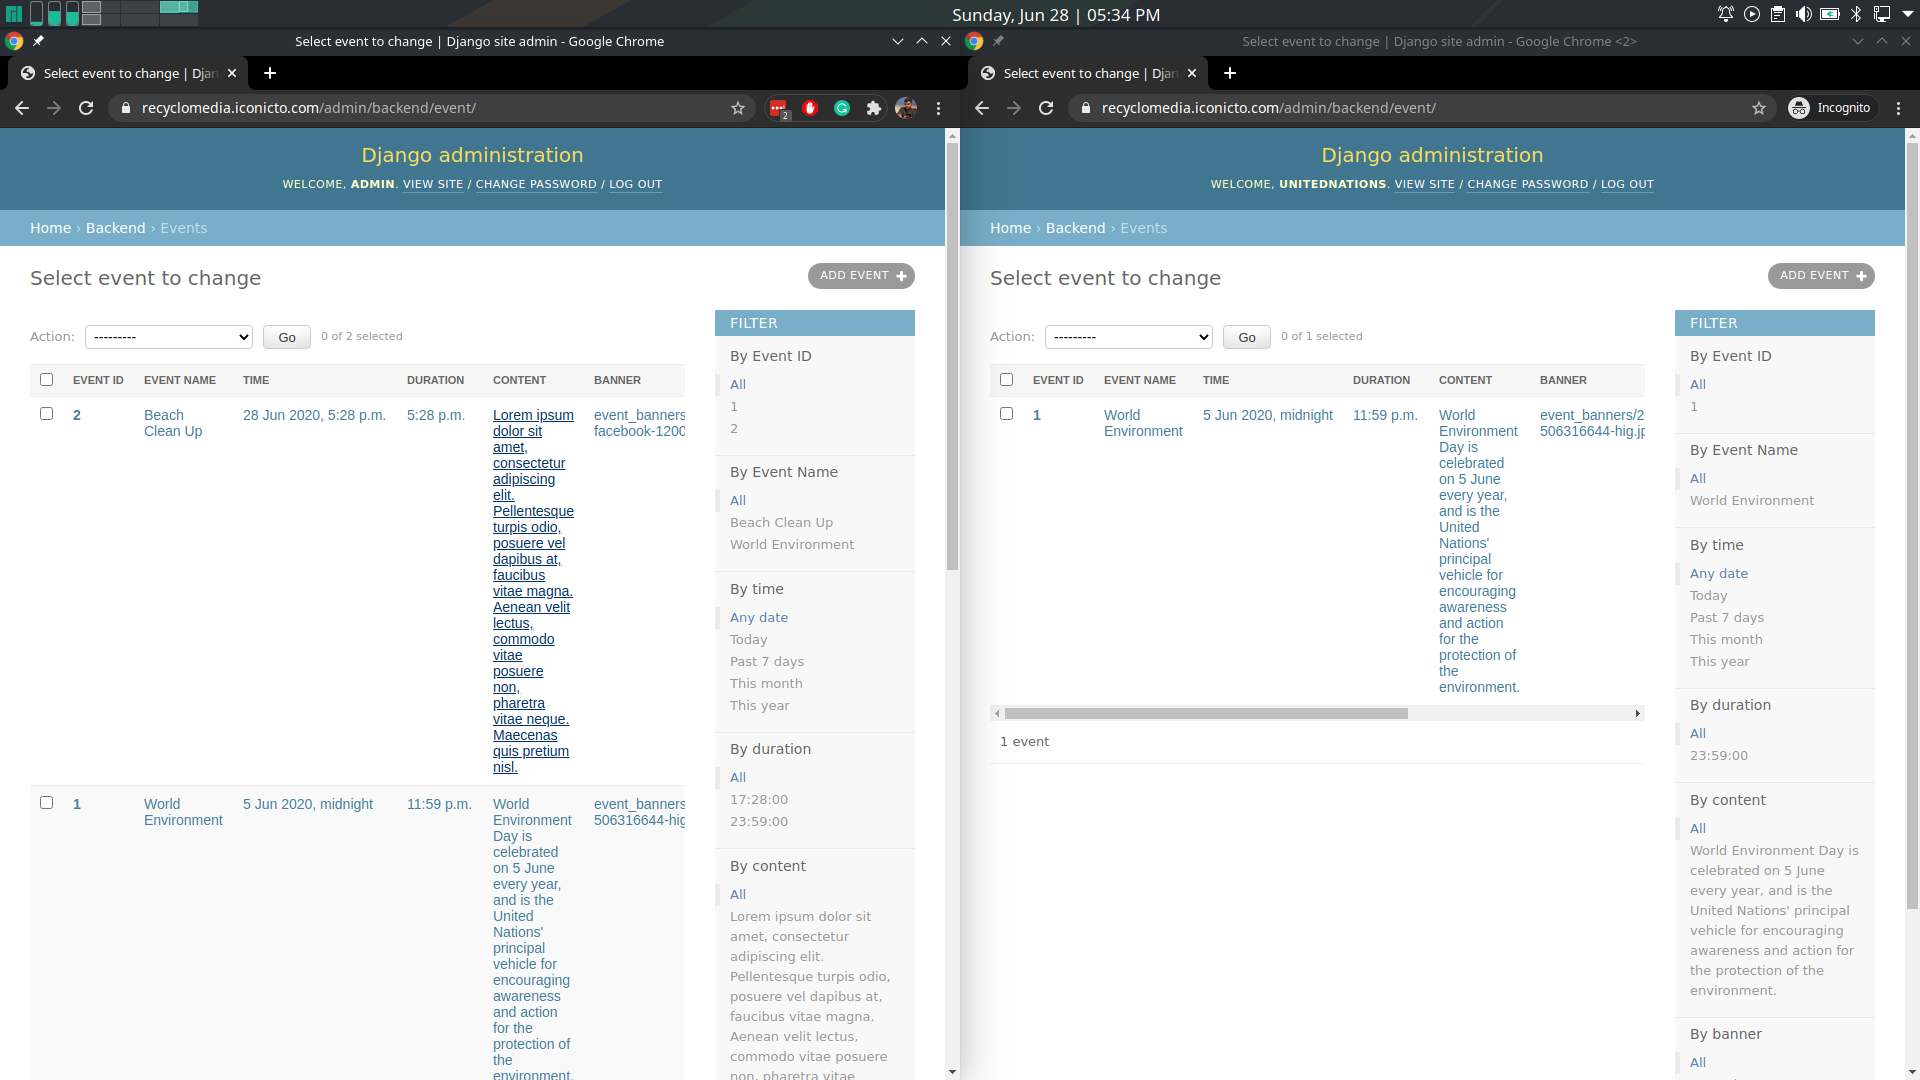 Sunday, Jun 28 | 05:34 PM
Select event to change | Django site admin - Google Chrome
Select event to change | Djan
recyclomedia.iconicto.com/admin/backend/event/
2
Django administration
WELCOME, ADMIN. VIEW SITE / CHANGE PASSWORD / LOG OUT
Home › Backend › Events
Select event to change
ADD EVENT
Action:
---------
Go
0 of 2 selected
EVENT ID EVENT NAME TIME DURATION CONTENT BANNER
2
Beach
Clean Up
28 Jun 2020, 5:28 p.m.
5:28 p.m.
Lorem ipsum
dolor sit
amet,
consectetur
adipiscing
elit.
Pellentesque
turpis odio,
posuere vel
dapibus at,
faucibus
vitae magna.
Aenean velit
lectus,
commodo
vitae
posuere
non,
pharetra
vitae neque.
Maecenas
quis pretium
nisl.
event_banners
facebook-1200
1
World
Environment
5 Jun 2020, midnight
11:59 p.m.
World
Environment
Day is
celebrated
on 5 June
every year,
and is the
United
Nations'
principal
vehicle for
encouraging
awareness
and action
for the
protection of
the
environment.
event_banners
506316644-hig
FILTER
By Event ID
All
1
2
By Event Name
All
Beach Clean Up
World Environment
By time
Any date
Today
Past 7 days
This month
This year
By duration
All
17:28:00
23:59:00
By content
All
Lorem ipsum dolor sit
amet, consectetur
adipiscing elit.
Pellentesque turpis odio,
posuere vel dapibus at,
faucibus vitae magna.
Aenean velit lectus,
commodo vitae posuere
non, pharetra vitae
Select event to change | Django site admin - Google Chrome <2>
Select event to change | Djan
recyclomedia.iconicto.com/admin/backend/event/
Incognito
Django administration
WELCOME, UNITEDNATIONS. VIEW SITE / CHANGE PASSWORD / LOG OUT
Home › Backend › Events
Select event to change
ADD EVENT
Action:
---------
Go
0 of 1 selected
EVENT ID EVENT NAME TIME DURATION CONTENT BANNER
1
World
Environment
5 Jun 2020, midnight
11:59 p.m.
World
Environment
Day is
celebrated
on 5 June
every year,
and is the
United
Nations'
principal
vehicle for
encouraging
awareness
and action
for the
protection of
the
environment.
event_banners/2
506316644-hig.jp
1 event
FILTER
By Event ID
All
1
By Event Name
All
World Environment
By time
Any date
Today
Past 7 days
This month
This year
By duration
All
23:59:00
By content
All
World Environment Day is
celebrated on 5 June
every year, and is the
United Nations' principal
vehicle for encouraging
awareness and action for
the protection of the
environment.
By banner
All